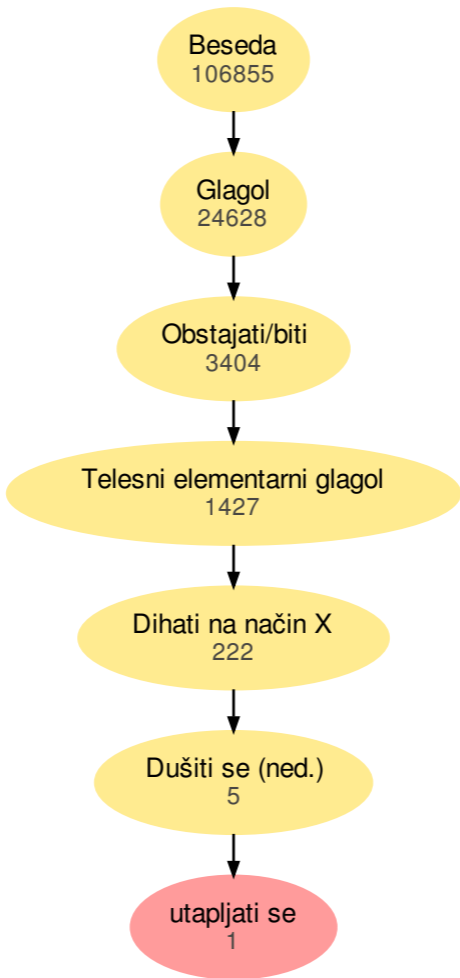 Beseda
106855
Glagol
24628
Obstajati/biti
3404
Telesni elementarni glagol
1427
Dihati na način X
222
Dušiti se (ned.)
5
utapljati se
1